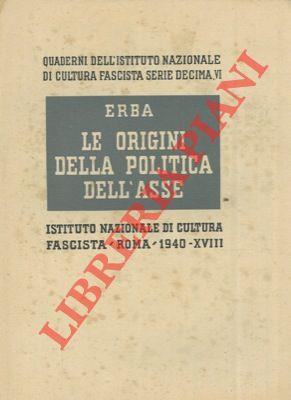 QUADERNI DELL'ISTITUTO NAZIONALE
DI CULTURA FASCISTA SERIE DECIMA, VI
ERBA
LE ORIGINI
DELLA POLITICA
DELL'ASSE
ISTITUTO NAZIONALE DI CULTURA
FASCISTA - ROMA - 1940 - XVIII
LIBRERIA PIANI